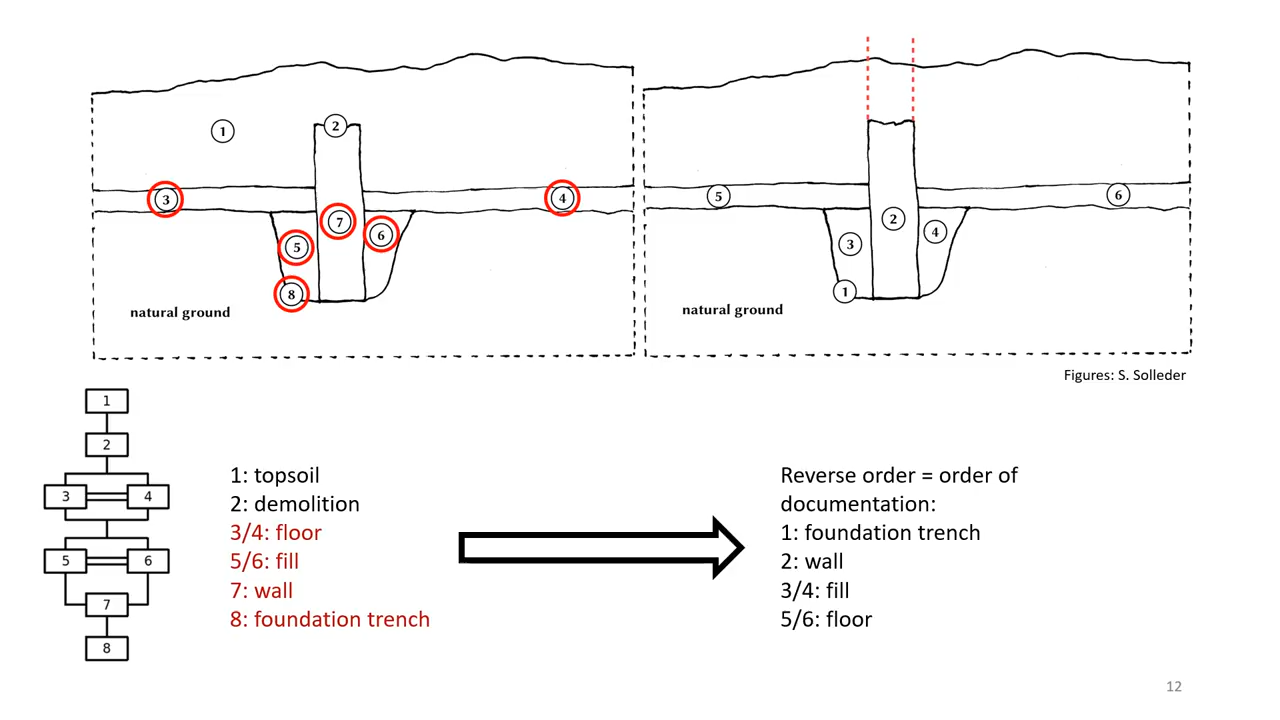 1
2
3
4
5
6
7
8
natural ground
1
2
3
4
5
6
natural ground
Figures: S. Solleder
1
2
3
4
5
6
7
8
1: topsoil
2: demolition
3/4: floor
5/6: fill
7: wall
8: foundation trench
Reverse order = order of
documentation:
1: foundation trench
2: wall
3/4: fill
5/6: floor
12